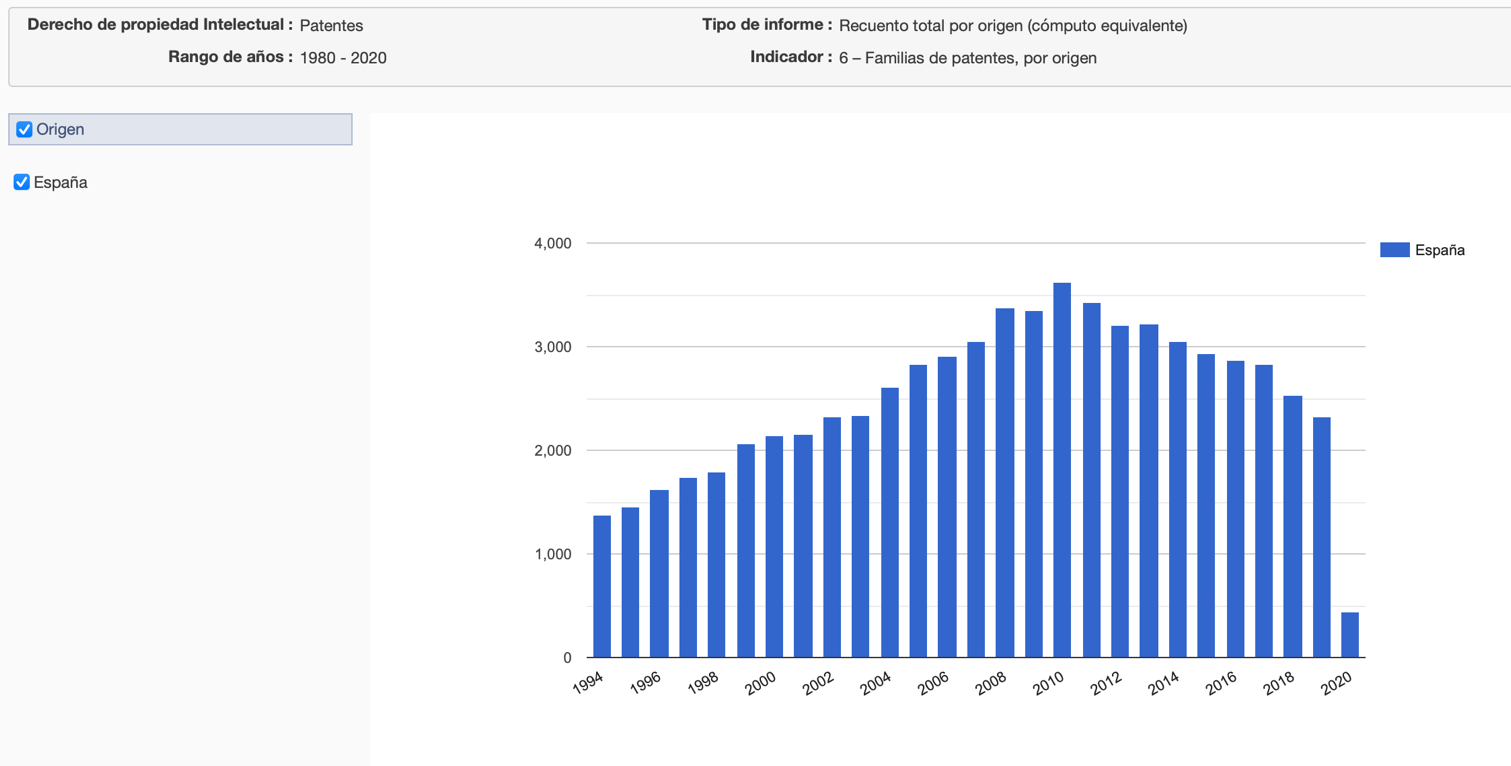 Derecho de propiedad Intelectual : Patentes
Tipo de informe : Recuento total por origen (cómputo equivalente)
Rango de años : 1980 - 2020
Indicador : 6 – Familias de patentes, por origen
Origen
España
4,000
3,000
2,000
1,000
0
España
1994 1996 1998 2000 2002 2004 2006 2008 2010 2012 2014 2016 2018 2020